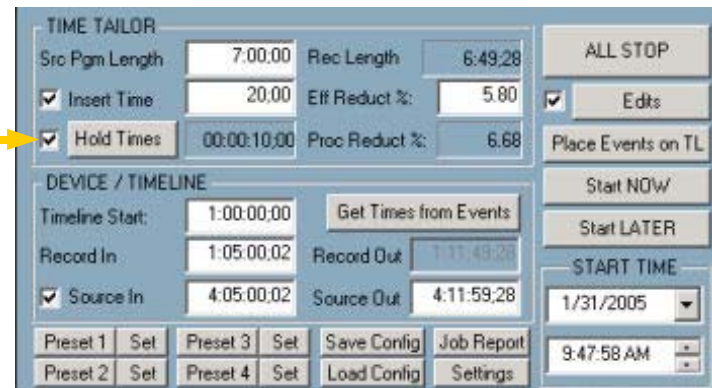 TIME TAILOR
Src Pgm Length 7:00;00 Rec Length 6:49;28
Insert Time 20;00 Eff Reduct %: 5.80
Hold Times 00:00:10;00 Proc Reduct %: 6.68
DEVICE / TIMELINE
Timeline Start: 1:00:00;00 Get Times from Events
Record In 1:05:00;02 Record Out 1:11:49;28
Source In 4:05:00;02 Source Out 4:11:59;28
Preset 1 Set Preset 3 Set Save Config Job Report
Preset 2 Set Preset 4 Set Load Config Settings
ALL STOP
Edits
Place Events on TL
Start NOW
Start LATER
START TIME
1/31/2005
9:47:58 AM